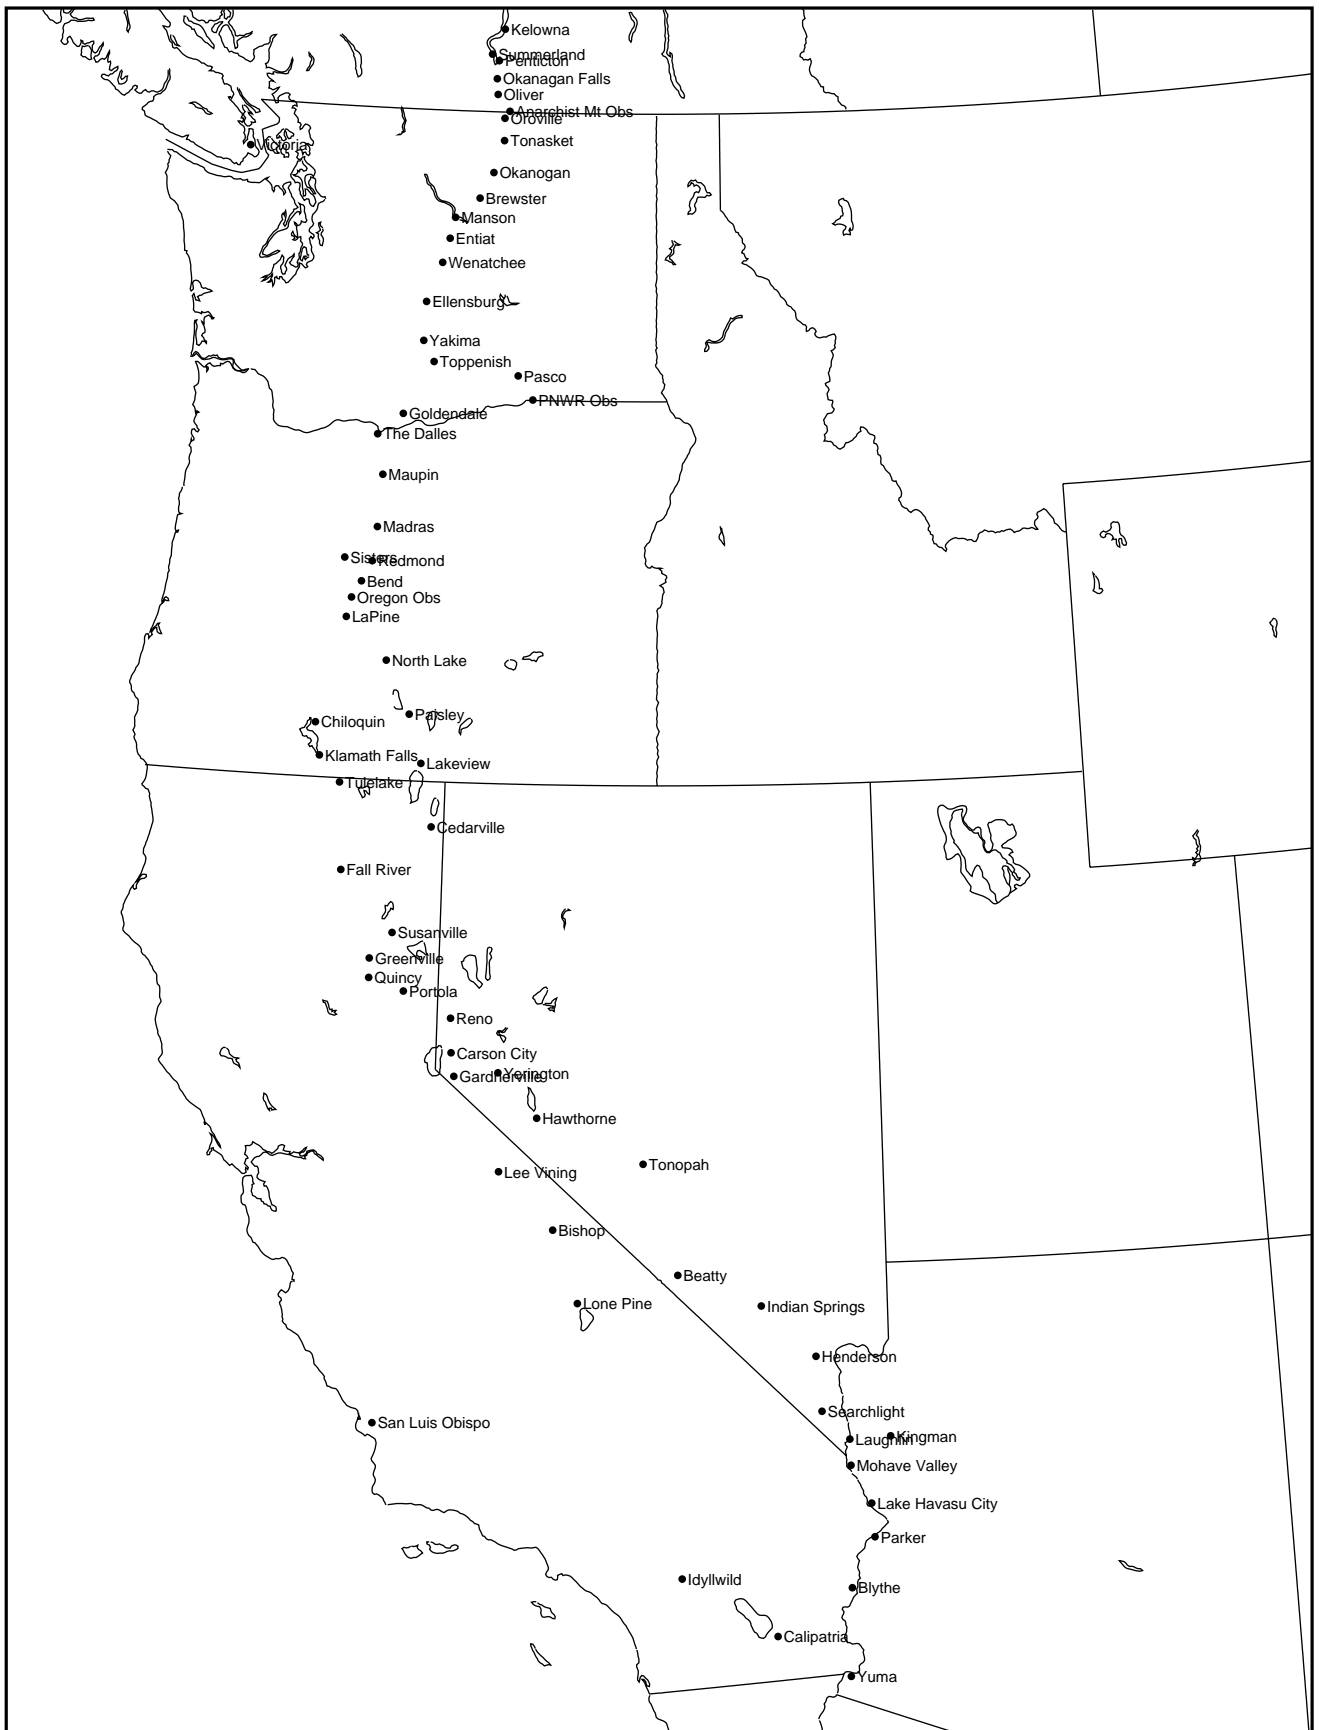 Kelowna
Summerland
Penticton
Okanagan Falls
Oliver
Anarchist Mt Obs
Oroville
Victoria
Tonasket
Okanogan
Brewster
Manson
Entiat
Wenatchee
Ellensburg
Yakima
Toppenish
Pasco
PNWR Obs
Goldendale
The Dalles
Maupin
Madras
Sisters
Redmond
Bend
Oregon Obs
LaPine
North Lake
Paisley
Chiloquin
Klamath Falls
Lakeview
Tulelake
Cedarville
Fall River
Susanville
Greenville
Quincy
Portola
Reno
Carson City
Yerington
Gardnerville
Hawthorne
Tonopah
Lee Vining
Bishop
Beatty
Lone Pine
Indian Springs
Henderson
Searchlight
San Luis Obispo
Kingman
Laughlin
Mohave Valley
Lake Havasu City
Parker
Idyllwild
Blythe
Calipatria
Yuma